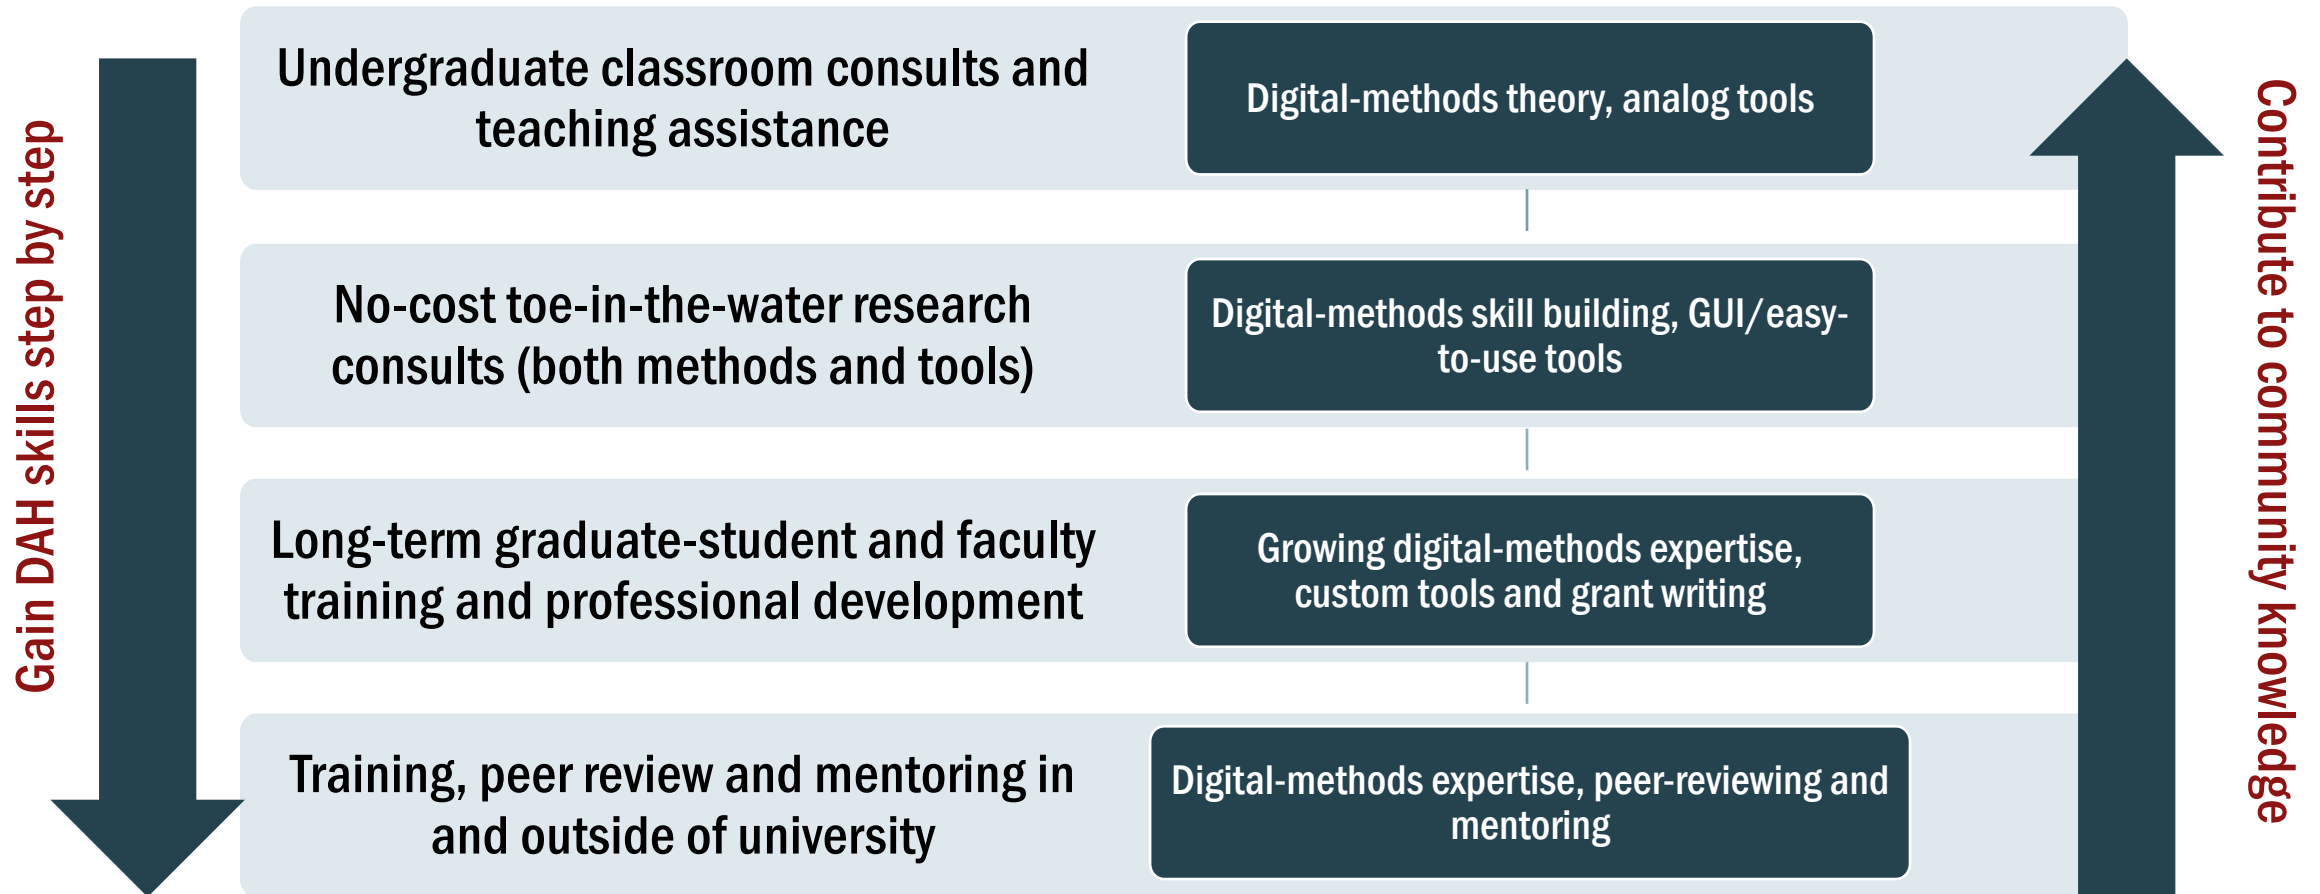 Gain DAH skills step by step
Undergraduate classroom consults and
teaching assistance
Digital-methods theory, analog tools
No-cost toe-in-the-water research
consults (both methods and tools)
Digital-methods skill building, GUI/easy-
to-use tools
Long-term graduate-student and faculty
training and professional development
Growing digital-methods expertise,
custom tools and grant writing
Training, peer review and mentoring in
and outside of university
Digital-methods expertise, peer-reviewing and
mentoring
Contribute to community knowledge